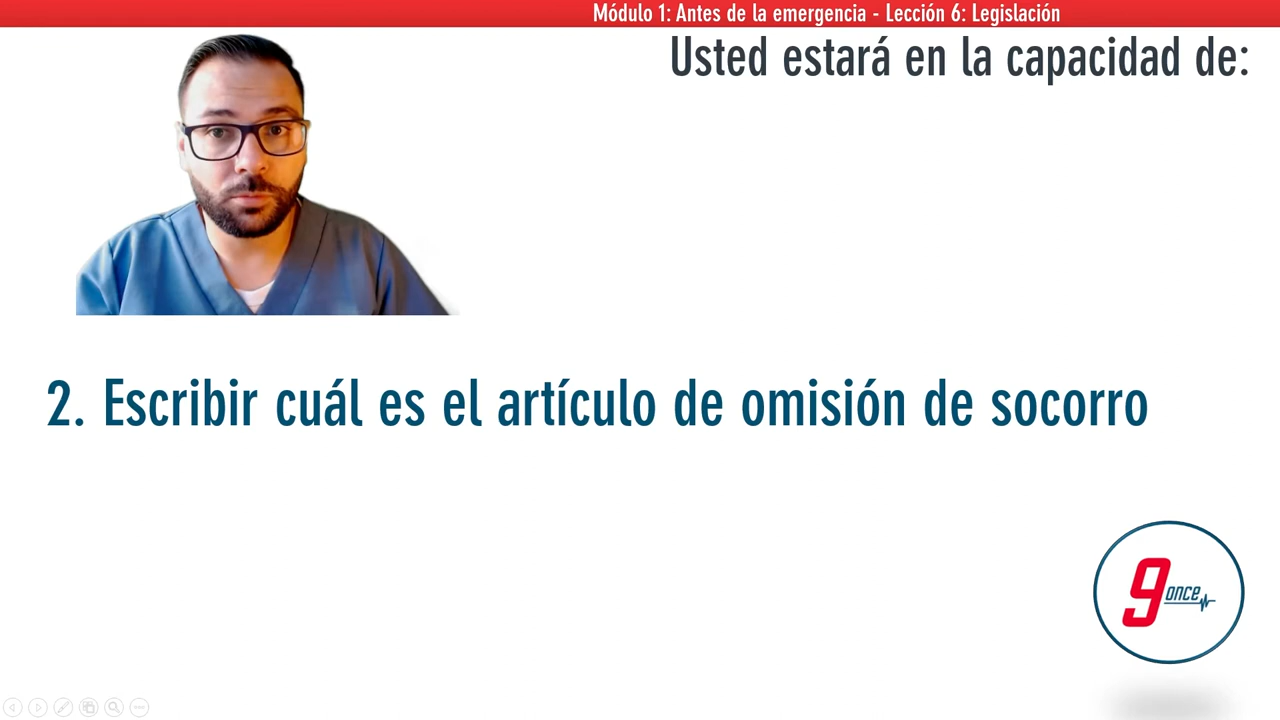 Módulo 1: Antes de la emergencia - Lección 6: Legislación
Usted estará en la capacidad de:
2. Escribir cuál es el artículo de omisión de socorro
9 once